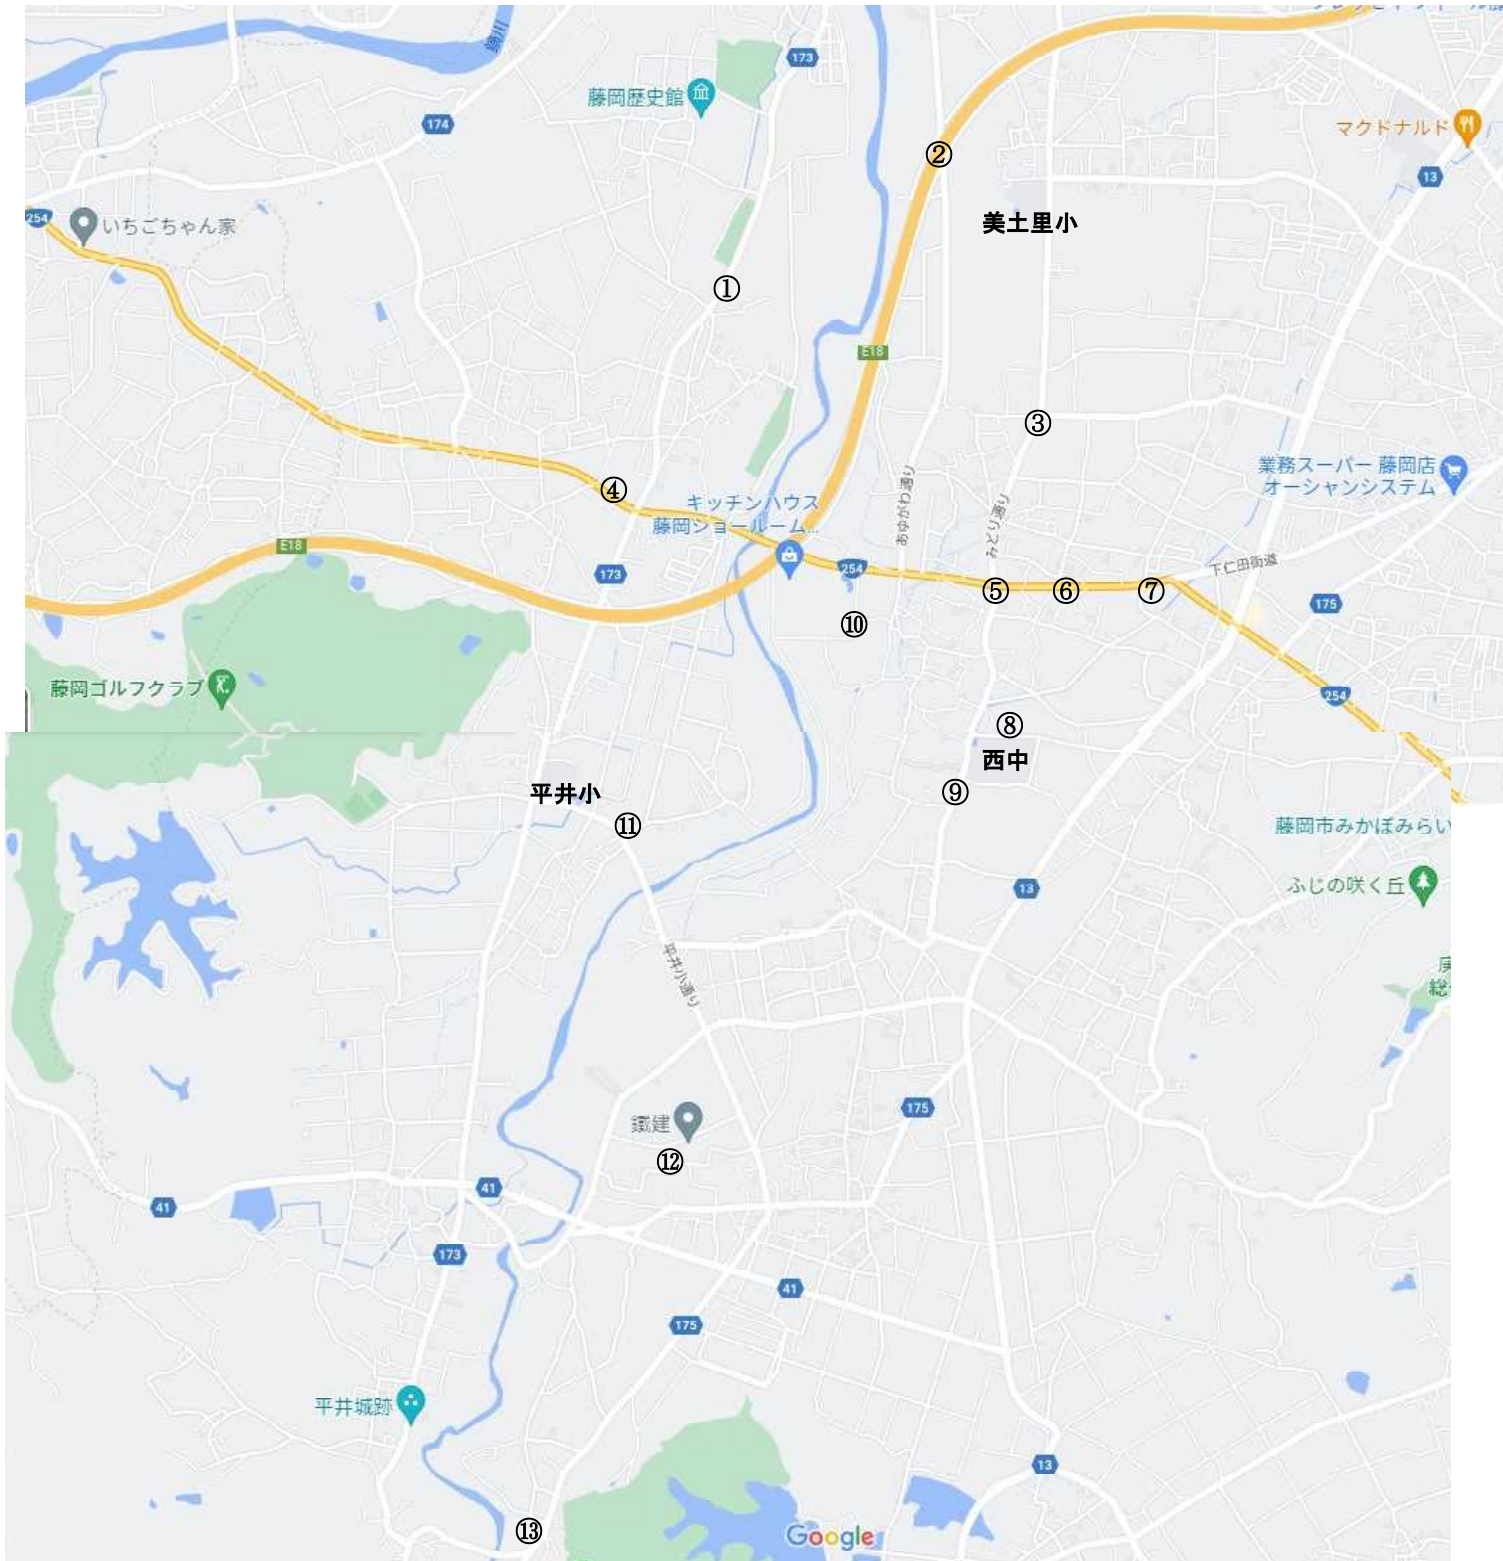 鏑川
173
藤岡歴史館
174
マクドナルド
13
②
美土里小
254
いちごちゃん家
①
E18
③
業務スーパー 藤岡店
オーシャンシステム
④
キッチンハウス
藤岡ショールーム...
あゆがわ通り
みどり通り
E18
173
254
下仁田街道
⑤
⑥
⑦
175
⑩
藤岡ゴルフクラブ
254
⑧
西中
平井小
⑨
⑪
藤岡市みかぼみらい
13
ふじの咲く丘
平井小通り
庚
総
175
鐵建
⑫
41
41
173
41
175
平井城跡
13
⑬
Google